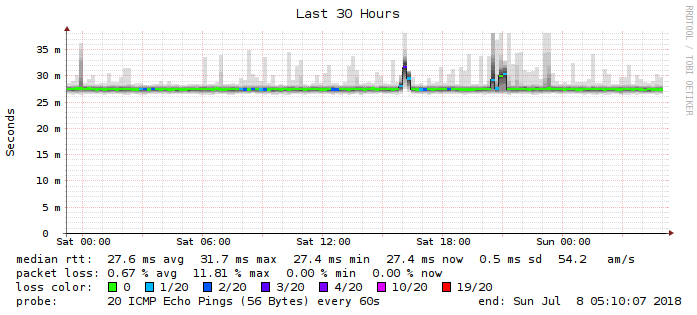 Last 30 Hours
RRDTOOL / TOBI OETIKER
Seconds
35 m
30 m
25 m
20 m
15 m
10 m
5 m
0
Sat 00:00 Sat 06:00 Sat 12:00 Sat 18:00 Sun 00:00
median rtt: 27.6 ms avg 31.7 ms max 27.4 ms min 27.4 ms now 0.5 ms sd 54.2 am/s
packet loss: 0.67 % avg 11.81 % max 0.00 % min 0.00 % now
loss color: 0 1/20 2/20 3/20 4/20 10/20 19/20
probe: 20 ICMP Echo Pings (56 Bytes) every 60s end: Sun Jul 8 05:10:07 2018